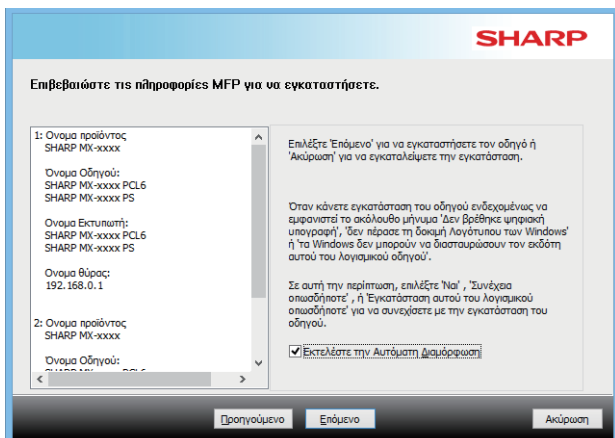 SHARP
Επιβεβαιώστε τις πληροφορίες MFP για να εγκαταστήσετε.
1: Ονομα προϊόντος
SHARP MX-xxxx
Όνομα Οδηγού:
SHARP MX-xxxx PCL6
SHARP MX-xxxx PS
Ονομα Εκτυπωτή:
SHARP MX-xxxx PCL6
SHARP MX-xxxx PS
Ονομα θύρας:
192.168.0.1
2: Ονομα προϊόντος
SHARP MX-xxxx
Όνομα Οδηγού:
Επιλέξτε 'Επόμενο' για να εγκαταστήσετε τον οδηγό ή
'Ακύρωση' για να εγκαταλείψετε την εγκατάσταση.
Όταν κάνετε εγκατάσταση του οδηγού ενδεχομένως να
εμφανιστεί το ακόλουθο μήνυμα 'Δεν βρέθηκε ψηφιακή
υπογραφή', 'δεν πέρασε τη δοκιμή Λογότυπου των Windows'
ή 'τα Windows δεν μπορούν να διασταυρώσουν τον εκδότη
αυτού του λογισμικού οδηγού'.
Σε αυτή την περίπτωση, επιλέξτε 'Ναι' , 'Συνέχεια
οπωσδήποτε' , ή 'Εγκατάσταση αυτού του λογισμικού
οπωσδήποτε' για να συνεχίσετε με την εγκατάσταση του
οδηγού.
Εκτελέστε την Αυτόματη Διαμόρφωση
Προηγούμενο
Επόμενο
Ακύρωση